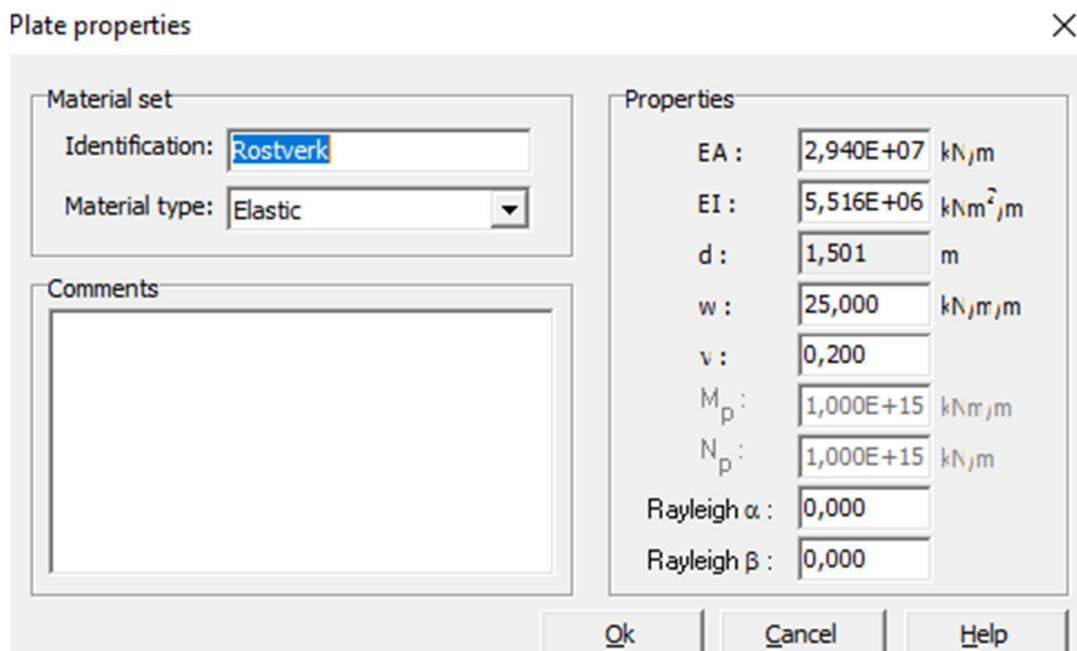 Plate properties
Material set
Identification: Rostverk
Material type: Elastic
Comments
Properties
EA : 2,940E+07 kN/m
EI : 5,516E+06 kNm²/m
d : 1,501 m
w : 25,000 kN/m/m
ν : 0,200
Mp : 1,000E+15 kNm/m
Np : 1,000E+15 kN/m
Rayleigh α : 0,000
Rayleigh β : 0,000
Ok Cancel Help